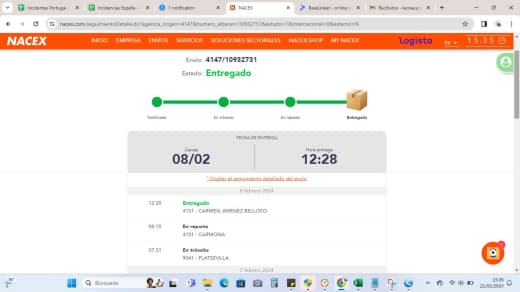 Incidentes Portugal -
Incidencias España -
1 notification
NACEX
BaseLinker - online
Recibidos -
nacex.com/seguimientoDetalle.do?agencia_origen=4147&numero_albaran=10932731&estado=1&internacional=0&externo=N
NACEX INICIO EMPRESA ENVÍOS SERVICIOS SOLUCIONES SECTORIALES NACEX.SHOP MY NACEX Logista ES 15:35
Envío: 4147/10932731
Estado: Entregado
En tránsito En reparto Entregado
FECHA DE ENTREGA
Jueves Hora entrega
08/02 12:28
Ocultar el seguimiento detallado del envío
8 febrero 2024
12:28 Entregado
4151 - CARMEN JIMENEZ BELLOSO
08:15 En reparto
4151 - CARMONA
07:31 En tránsito
9041 - PLATSEVILLA
7 febrero 2024
Búsqueda
15:35
21/02/2024